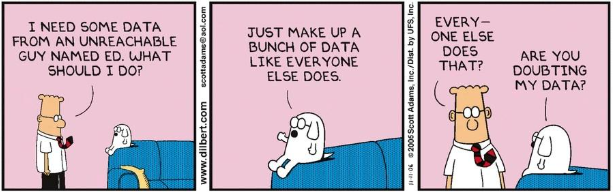 I NEED SOME DATA
FROM AN UNREACHABLE
GUY NAMED ED. WHAT
SHOULD I DO?
www.dilbert.com
scottadams@aol.com
JUST MAKE UP A
BUNCH OF DATA
LIKE EVERYONE
ELSE DOES.
© 2005 Scott Adams, Inc./Dist. by UFS, Inc.
EVERY-
ONE ELSE
DOES
THAT?
ARE YOU
DOUBTING
MY DATA?